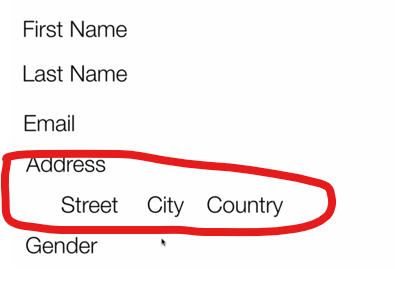 First Name
Last Name
Email
Address
Street City Country
Gender